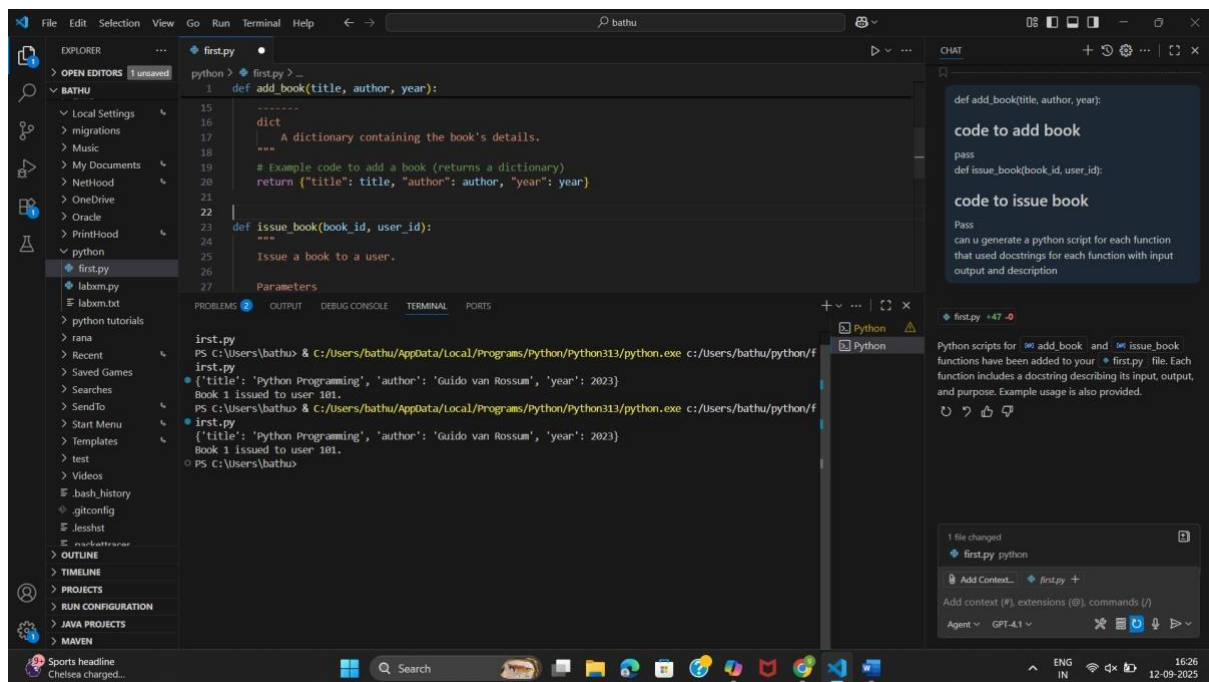 File Edit Selection View Go Run Terminal Help
bathu
EXPLORER
OPEN EDITORS 1 unsaved
BATHU
Local Settings
migrations
Music
My Documents
NetHood
OneDrive
Oracle
PrintHood
python
first.py
labxm.py
labxm.txt
python tutorials
rana
Recent
Saved Games
Searches
SendTo
Start Menu
Templates
test
Videos
.bash_history
.gitconfig
.lesshst
.packettracer
OUTLINE
TIMELINE
PROJECTS
RUN CONFIGURATION
JAVA PROJECTS
MAVEN
first.py
python > first.py > ...
1 def add_book(title, author, year):
15 -------
16 dict
17 A dictionary containing the book's details.
18 """
19 # Example code to add a book (returns a dictionary)
20 return {"title": title, "author": author, "year": year}
21
22
23 def issue_book(book_id, user_id):
24 """
25 Issue a book to a user.
26
27 Parameters
PROBLEMS 2 OUTPUT DEBUG CONSOLE TERMINAL PORTS
irst.py
PS C:\Users\bathu> & C:/Users/bathu/AppData/Local/Programs/Python/Python313/python.exe c:/Users/bathu/python/f
irst.py
{'title': 'Python Programming', 'author': 'Guido van Rossum', 'year': 2023}
Book 1 issued to user 101.
PS C:\Users\bathu> & C:/Users/bathu/AppData/Local/Programs/Python/Python313/python.exe c:/Users/bathu/python/f
irst.py
{'title': 'Python Programming', 'author': 'Guido van Rossum', 'year': 2023}
Book 1 issued to user 101.
PS C:\Users\bathu>
Python
Python
CHAT
def add_book(title, author, year):
code to add book
pass
def issue_book(book_id, user_id):
code to issue book
Pass
can u generate a python script for each function
that used docstrings for each function with input
output and description
first.py +47 -0
Python scripts for add_book and issue_book
functions have been added to your first.py file. Each
function includes a docstring describing its input, output,
and purpose. Example usage is also provided.
1 file changed
first.py python
Add Context... first.py +
Add context (#), extensions (@), commands (/)
Agent GPT-4.1
Sports headline
Chelsea charged...
Search
ENG
IN
16:26
12-09-2025